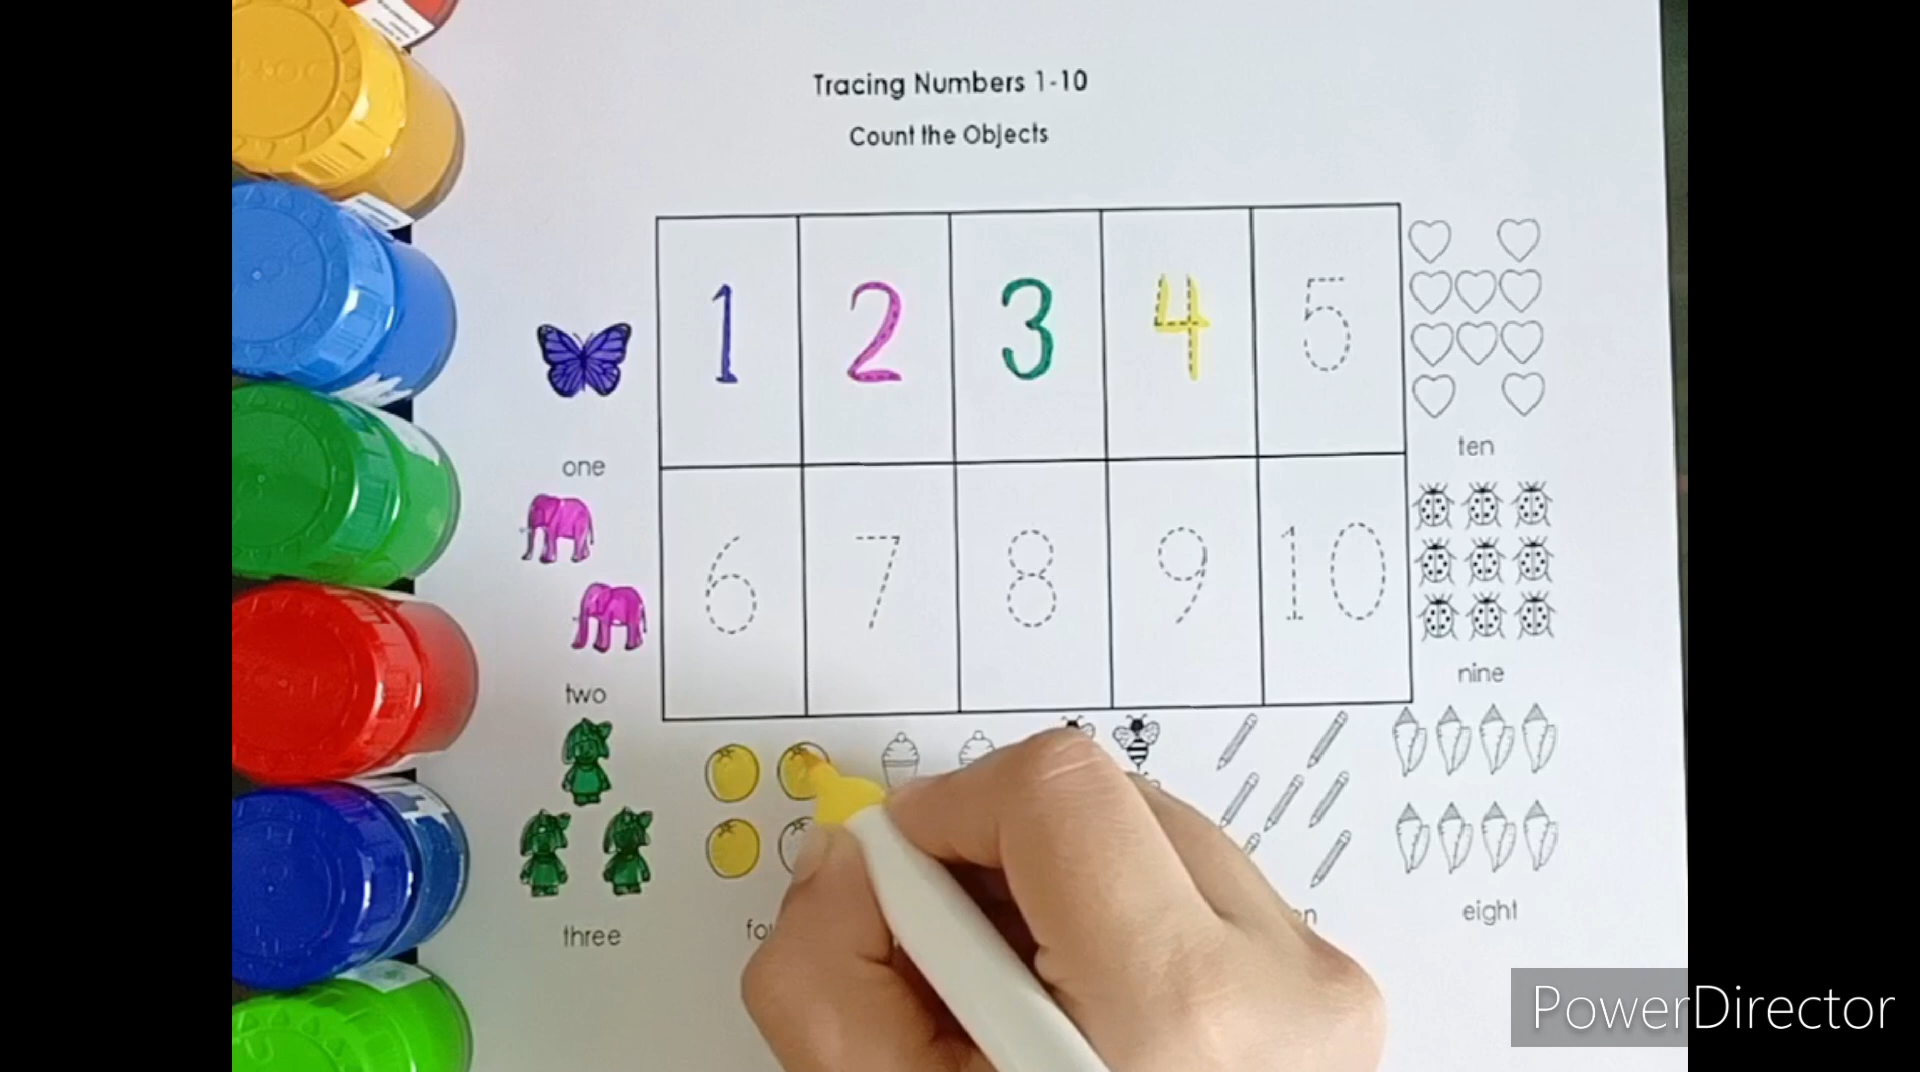 Tracing Numbers 1-10
Count the Objects
1 2 3 4 5
6 7 8 9 10
one
two
three
ten
nine
eight
PowerDirector